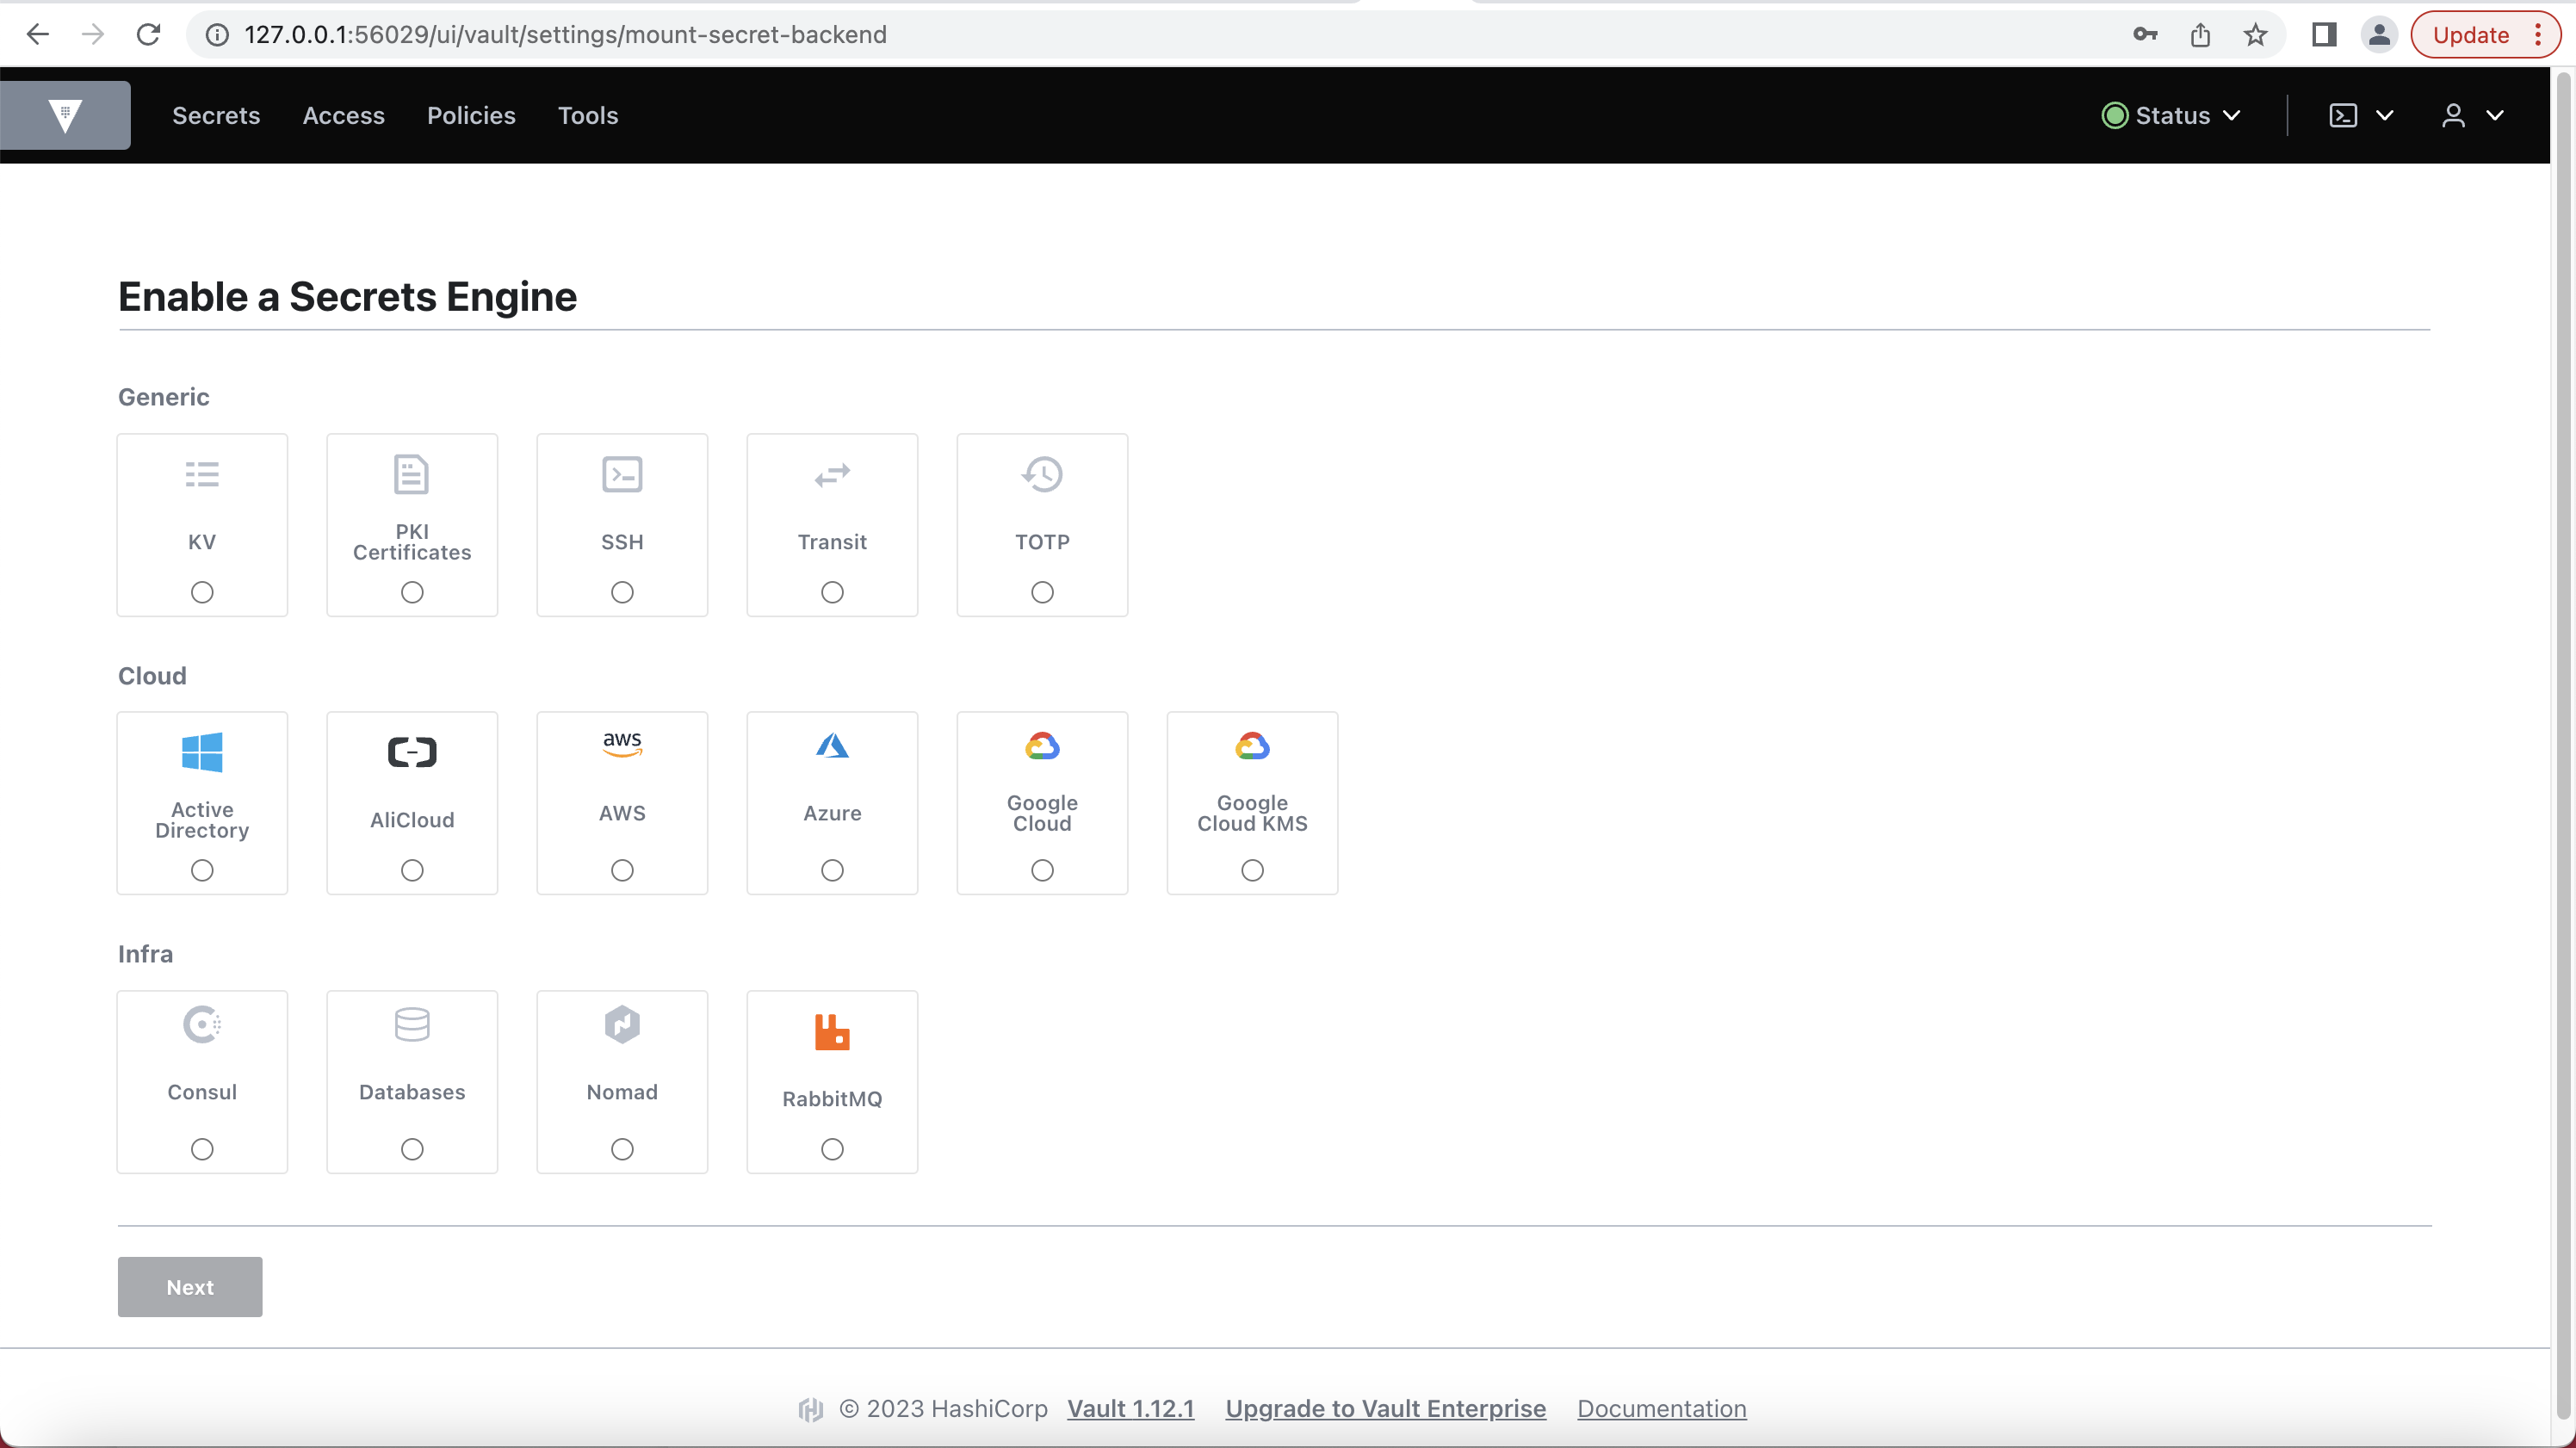 127.0.0.1:56029/ui/vault/settings/mount-secret-backend
Update
Secrets Access Policies Tools
Status
Enable a Secrets Engine
Generic
KV
PKI
Certificates
SSH
Transit
TOTP
Cloud
Active
Directory
AliCloud
aws
AWS
Azure
Google
Cloud
Google
Cloud KMS
Infra
Consul
Databases
Nomad
RabbitMQ
Next
© 2023 HashiCorp Vault 1.12.1 Upgrade to Vault Enterprise Documentation